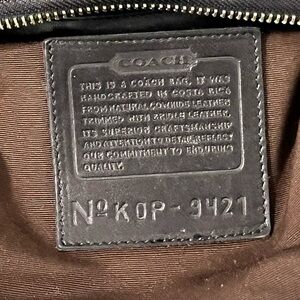 COACH
THIS IS A COACH BAG. IT WAS
HANDCRAFTED IN COSTA RICA
FROM NATURAL COWHIDE LEATHER
TRIMMED WITH BRIDLE LEATHER.
ITS SUPERIOR CRAFTSMANSHIP
AND ATTENTION TO DETAIL REFLECT
OUR COMMITMENT TO ENDURING
QUALITY.
Nº K0P-9421